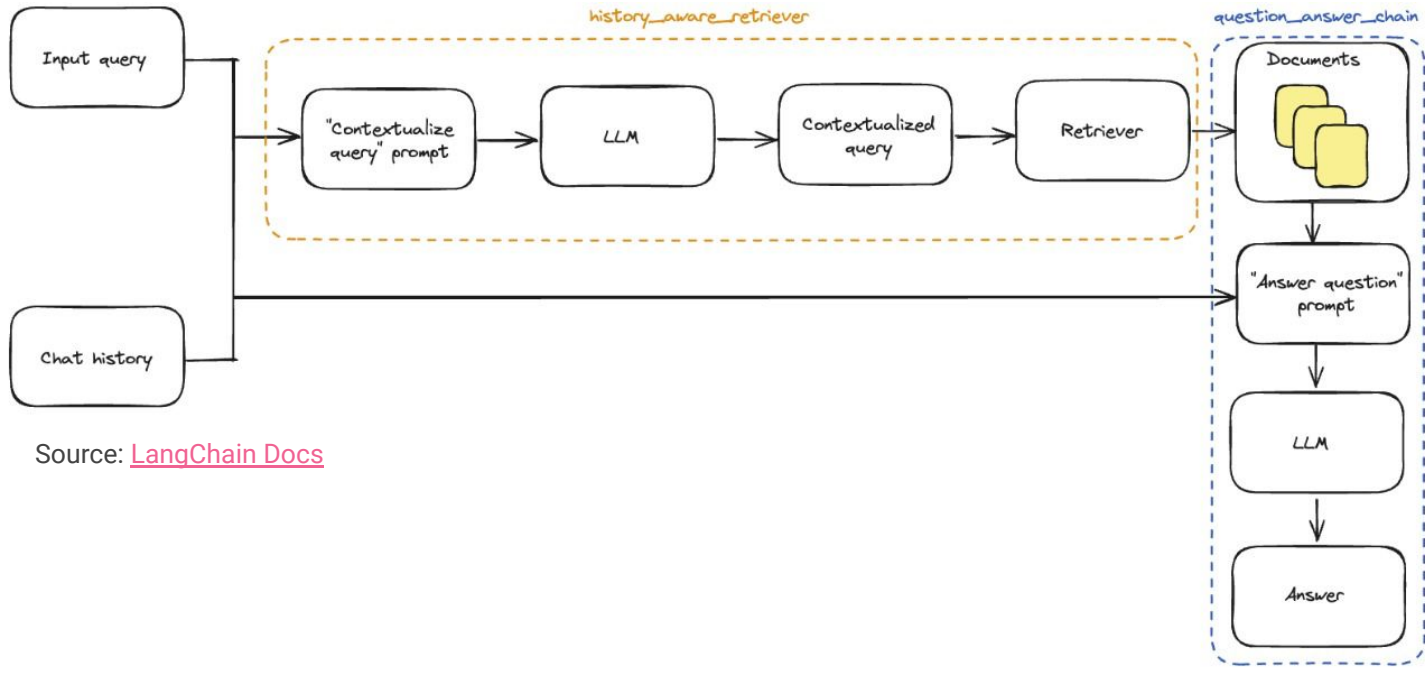 history_aware_retriever
question_answer_chain
Input query
Documents
"Contextualize
query" prompt
LLM
Contextualized
query
Retriever
"Answer question"
prompt
Chat history
LLM
Source: LangChain Docs
Answer